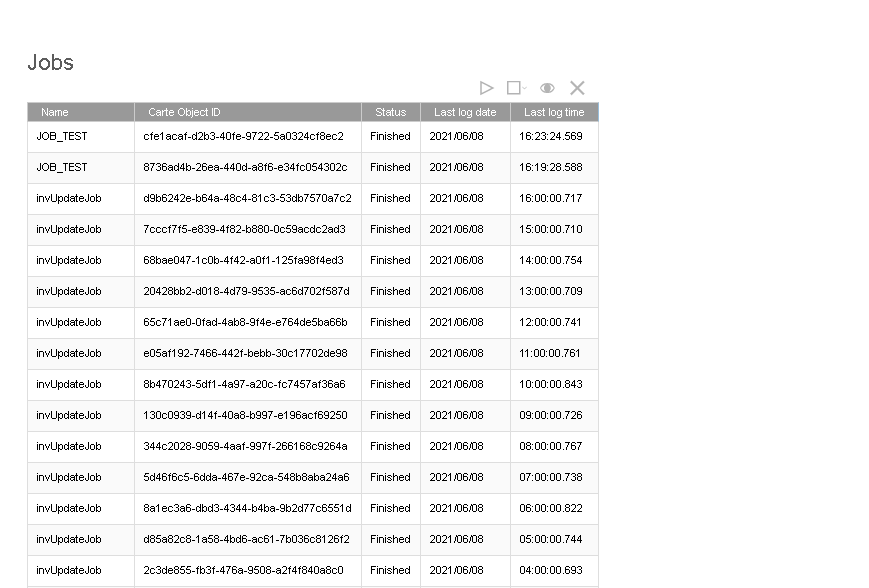 Jobs
Name Carte Object ID Status Last log date Last log time
JOB_TEST cfe1acaf-d2b3-40fe-9722-5a0324cf8ec2 Finished 2021/06/08 16:23:24.569
JOB_TEST 8736ad4b-26ea-440d-a8f6-e34fc054302c Finished 2021/06/08 16:19:28.588
invUpdateJob d9b6242e-b64a-48c4-81c3-53db7570a7c2 Finished 2021/06/08 16:00:00.717
invUpdateJob 7cccf7f5-e839-4f82-b880-0c59acdc2ad3 Finished 2021/06/08 15:00:00.710
invUpdateJob 68bae047-1c0b-4f42-a0f1-125fa98f4ed3 Finished 2021/06/08 14:00:00.754
invUpdateJob 20428bb2-d018-4d79-9535-ac6d702f587d Finished 2021/06/08 13:00:00.709
invUpdateJob 65c71ae0-0fad-4ab8-9f4e-e764de5ba66b Finished 2021/06/08 12:00:00.741
invUpdateJob e05af192-7466-442f-bebb-30c17702de98 Finished 2021/06/08 11:00:00.761
invUpdateJob 8b470243-5df1-4a97-a20c-fc7457af36a6 Finished 2021/06/08 10:00:00.843
invUpdateJob 130c0939-d14f-40a8-b997-e196acf69250 Finished 2021/06/08 09:00:00.726
invUpdateJob 344c2028-9059-4aaf-997f-266168c9264a Finished 2021/06/08 08:00:00.767
invUpdateJob 5d46f6c5-6dda-467e-92ca-548b8aba24a6 Finished 2021/06/08 07:00:00.738
invUpdateJob 8a1ec3a6-dbd3-4344-b4ba-9b2d77c6551d Finished 2021/06/08 06:00:00.822
invUpdateJob d85a82c8-1a58-4bd6-ac61-7b036c8126f2 Finished 2021/06/08 05:00:00.744
invUpdateJob 2c3de855-fb3f-476a-9508-a2f4f840a8c0 Finished 2021/06/08 04:00:00.693